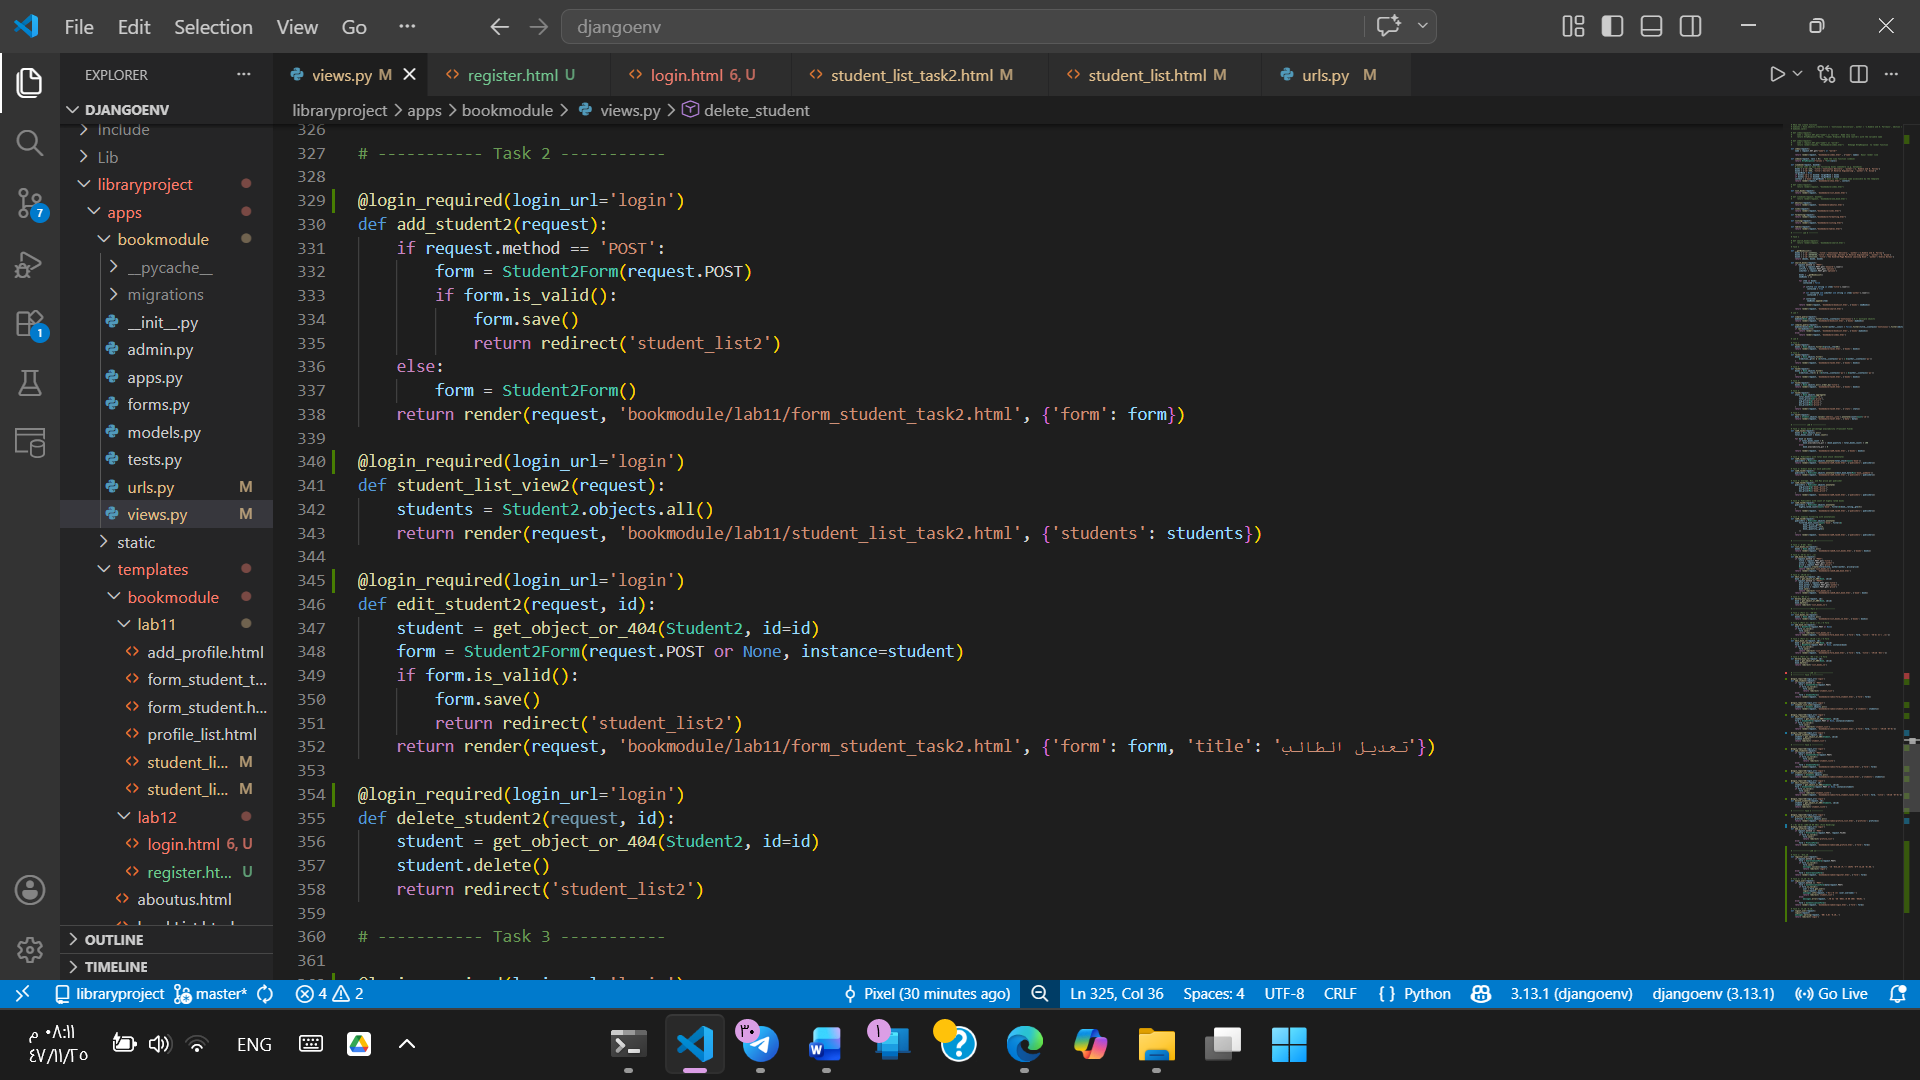 File Edit Selection View Go ···
djangoenv
EXPLORER ···
DJANGOENV
Include
Lib
libraryproject
apps
bookmodule
__pycache__
migrations
__init__.py
admin.py
apps.py
forms.py
models.py
tests.py
urls.py M
views.py M
static
templates
bookmodule
lab11
add_profile.html
form_student_t...
form_student.h...
profile_list.html
student_li... M
student_li... M
lab12
login.html 6, U
register.ht... U
aboutus.html
OUTLINE
TIMELINE
7
1
views.py M register.html U login.html 6, U student_list_task2.html M student_list.html M urls.py M
libraryproject > apps > bookmodule > views.py > delete_student
326
327 # ----------- Task 2 -----------
328
329 @login_required(login_url='login')
330 def add_student2(request):
331 if request.method == 'POST':
332 form = Student2Form(request.POST)
333 if form.is_valid():
334 form.save()
335 return redirect('student_list2')
336 else:
337 form = Student2Form()
338 return render(request, 'bookmodule/lab11/form_student_task2.html', {'form': form})
339
340 @login_required(login_url='login')
341 def student_list_view2(request):
342 students = Student2.objects.all()
343 return render(request, 'bookmodule/lab11/student_list_task2.html', {'students': students})
344
345 @login_required(login_url='login')
346 def edit_student2(request, id):
347 student = get_object_or_404(Student2, id=id)
348 form = Student2Form(request.POST or None, instance=student)
349 if form.is_valid():
350 form.save()
351 return redirect('student_list2')
352 return render(request, 'bookmodule/lab11/form_student_task2.html', {'form': form, 'title': 'تعديل الطالب'})
353
354 @login_required(login_url='login')
355 def delete_student2(request, id):
356 student = get_object_or_404(Student2, id=id)
357 student.delete()
358 return redirect('student_list2')
359
360 # ----------- Task 3 -----------
361
libraryproject master* 4 2 Pixel (30 minutes ago) Ln 325, Col 36 Spaces: 4 UTF-8 CRLF {} Python 3.13.1 (djangoenv) djangoenv (3.13.1) Go Live
٠٨:١١ م
٤٧/١١/٢٥
ENG
٣٠
١